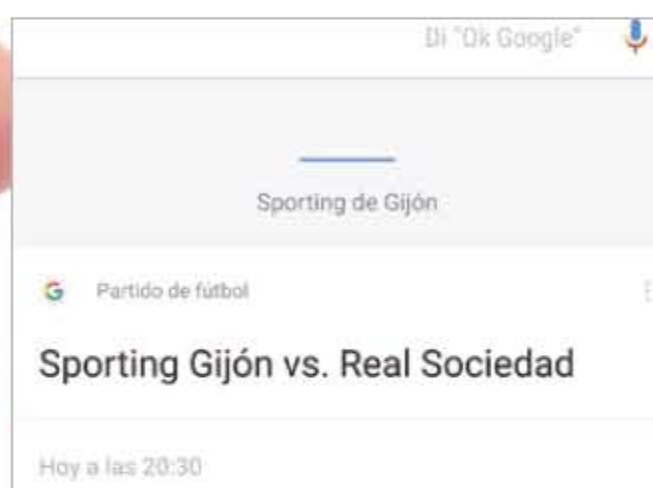 Di "Ok Google"
Sporting de Gijón
Partido de fútbol
Sporting Gijón vs. Real Sociedad
Hoy a las 20:30